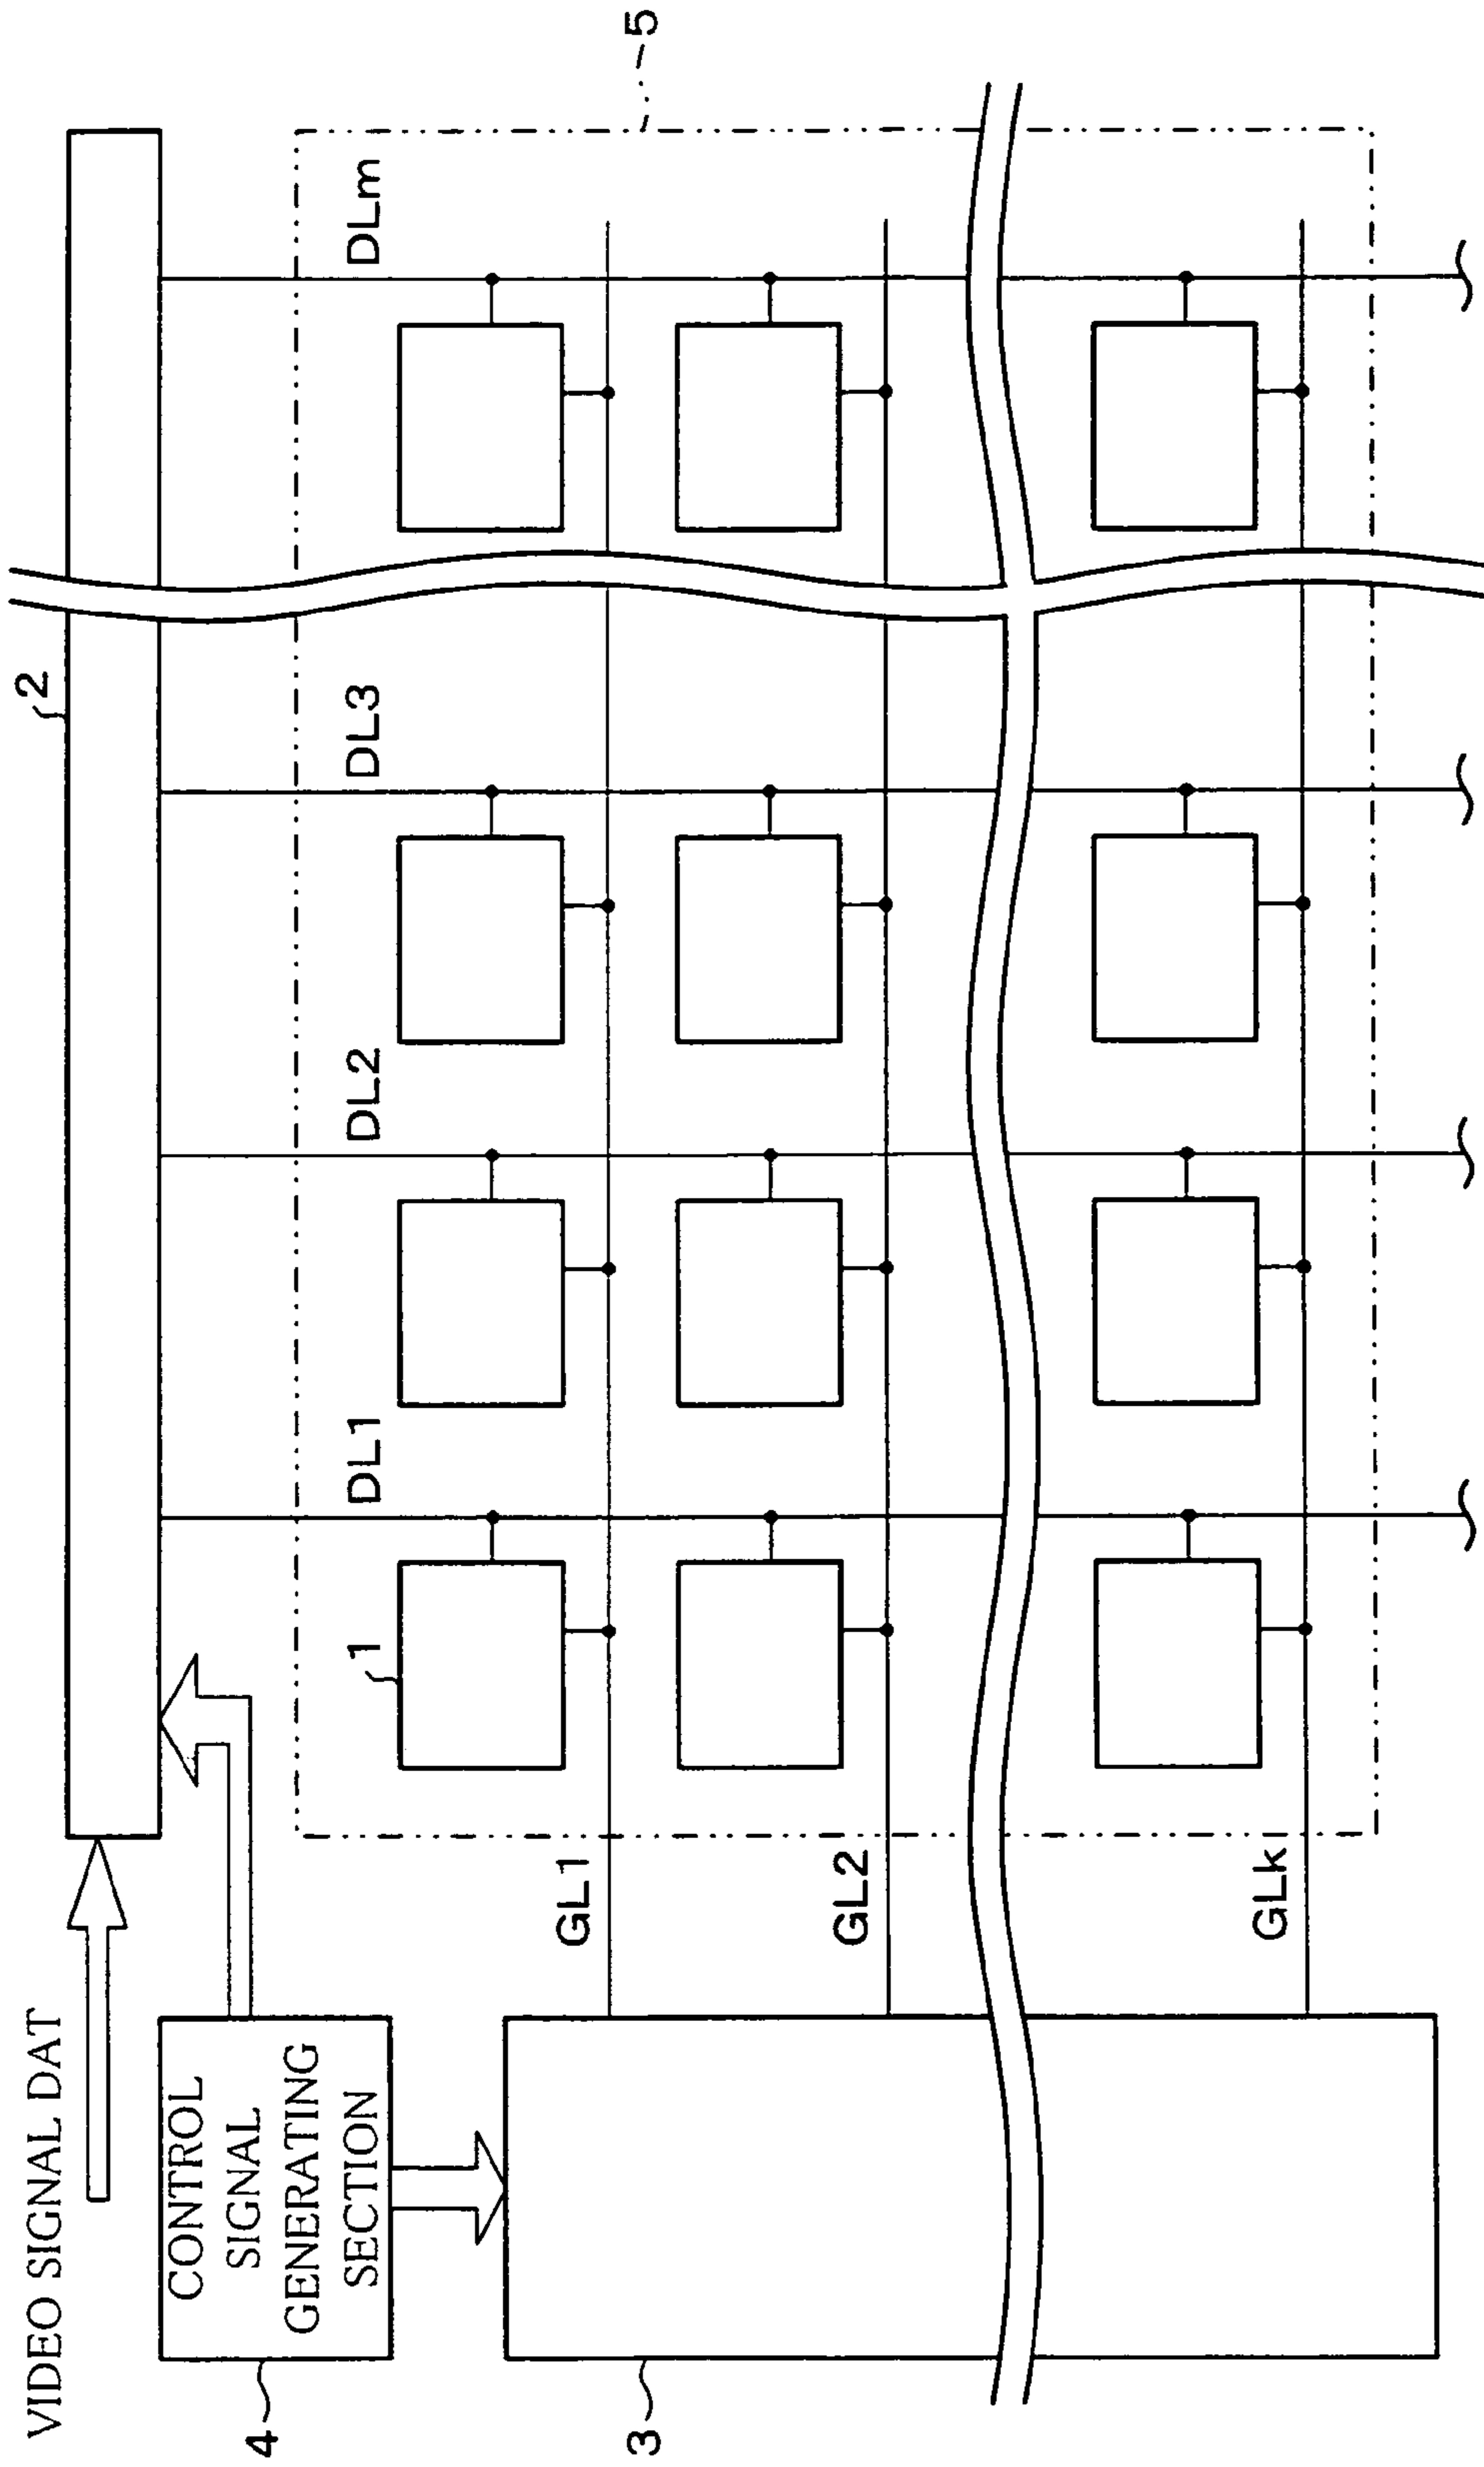 VIDEO SIGNAL DAT
2
4
CONTROL
SIGNAL
GENERATING
SECTION
3
5
DL1
DL2
DL3
DLm
1
GL1
GL2
GLk